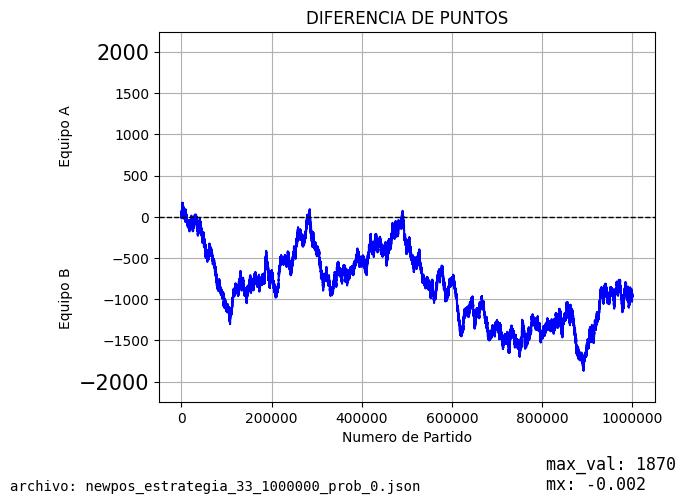 DIFERENCIA DE PUNTOS
2000
1500
1000
500
0
−500
−1000
−1500
−2000
Equipo A
Equipo B
0 200000 400000 600000 800000 1000000
Numero de Partido
max_val: 1870
archivo: newpos_estrategia_33_1000000_prob_0.json mx: -0.002